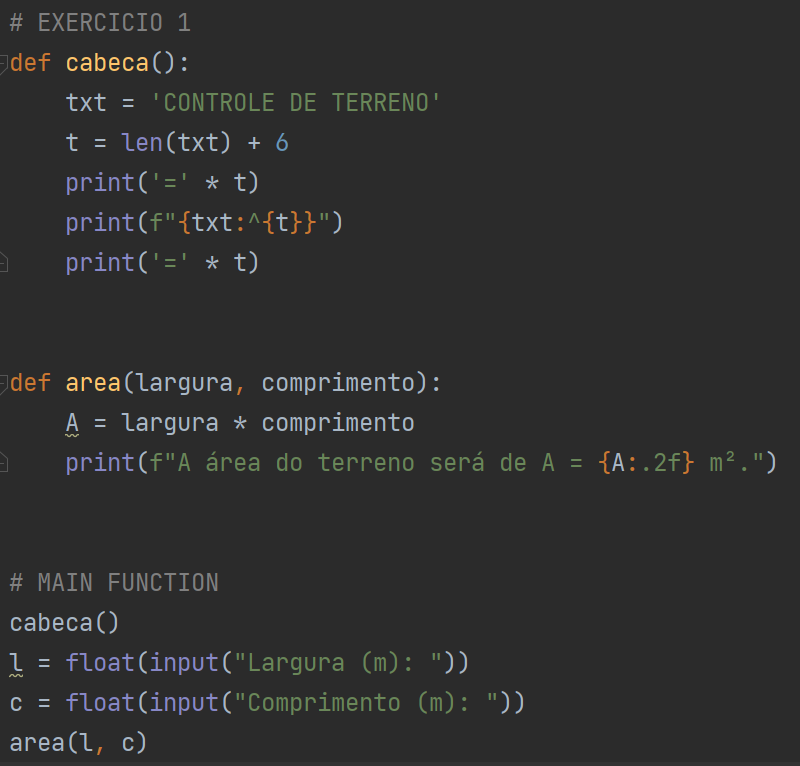 # EXERCICIO 1
def cabeca():
    txt = 'CONTROLE DE TERRENO'
    t = len(txt) + 6
    print('=' * t)
    print(f"{txt:^{t}}")
    print('=' * t)
def area(largura, comprimento):
    A = largura * comprimento
    print(f"A área do terreno será de A = {A:.2f} m².")
# MAIN FUNCTION
cabeca()
l = float(input("Largura (m): "))
c = float(input("Comprimento (m): "))
area(l, c)